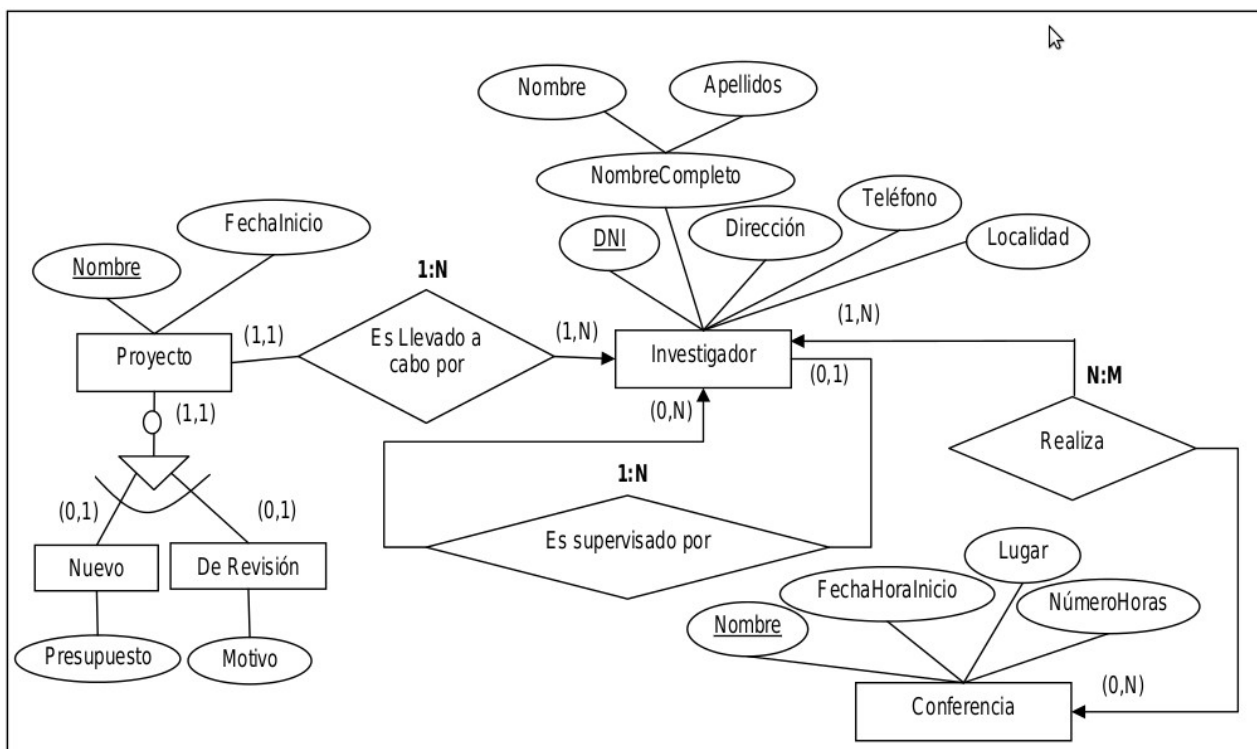 Nombre
Apellidos
NombreCompleto
Teléfono
FechaInicio
DNI
Dirección
Localidad
Nombre
1:N
(1,1)
Es Llevado a
cabo por
(1,N)
(1,N)
Proyecto
Investigador
(0,1)
N:M
(1,1)
(0,N)
Realiza
1:N
(0,1)
(0,1)
Es supervisado por
Nuevo
De Revisión
Lugar
FechaHoraInicio
NúmeroHoras
Nombre
Presupuesto
Motivo
(0,N)
Conferencia